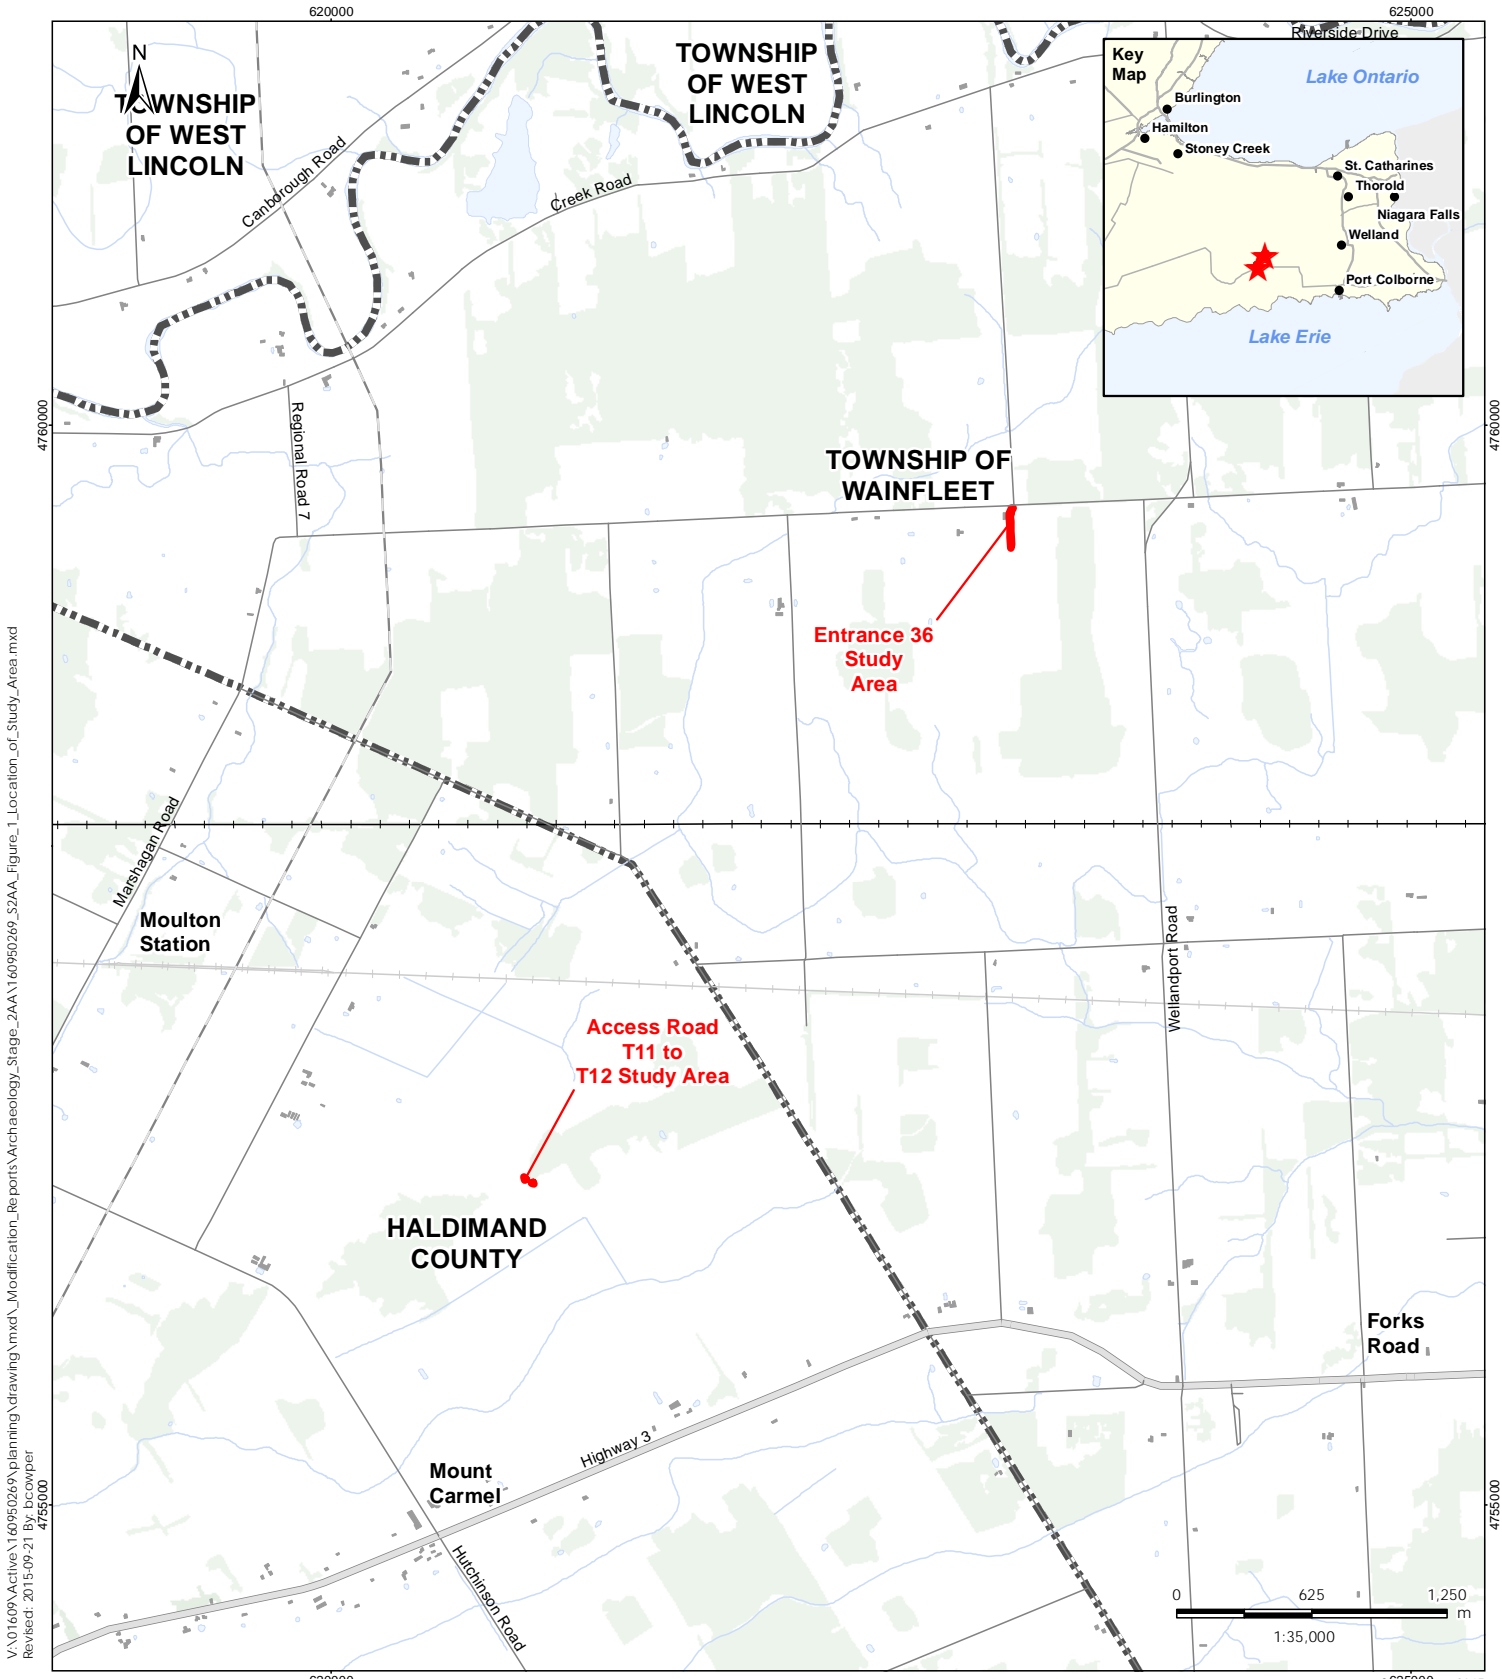 620000
625000
Riverside Drive
N
TOWNSHIP
OF WEST
LINCOLN
TOWNSHIP
OF WEST
LINCOLN
Key
Map
Lake Ontario
Burlington
Hamilton
Stoney Creek
St. Catharines
Thorold
Niagara Falls
Welland
Port Colborne
Lake Erie
Canborough Road
Creek Road
Regional Road 7
4760000
4760000
TOWNSHIP OF
WAINFLEET
Entrance 36
Study
Area
Marshagan Road
Moulton
Station
Wellandport Road
Access Road
T11 to
T12 Study Area
HALDIMAND
COUNTY
Forks
Road
Highway 3
Mount
Carmel
Hutchinson Road
4755000
4755000
0 625 1,250
m
1:35,000
V:\01609\Active\160950269\planning\drawing\mxd\_Modification_Reports\Archaeology_Stage_2AA\160950269_S2AA_Figure_1_Location_of_Study_Area.mxd
Revised: 2015-09-21 By: bcowper